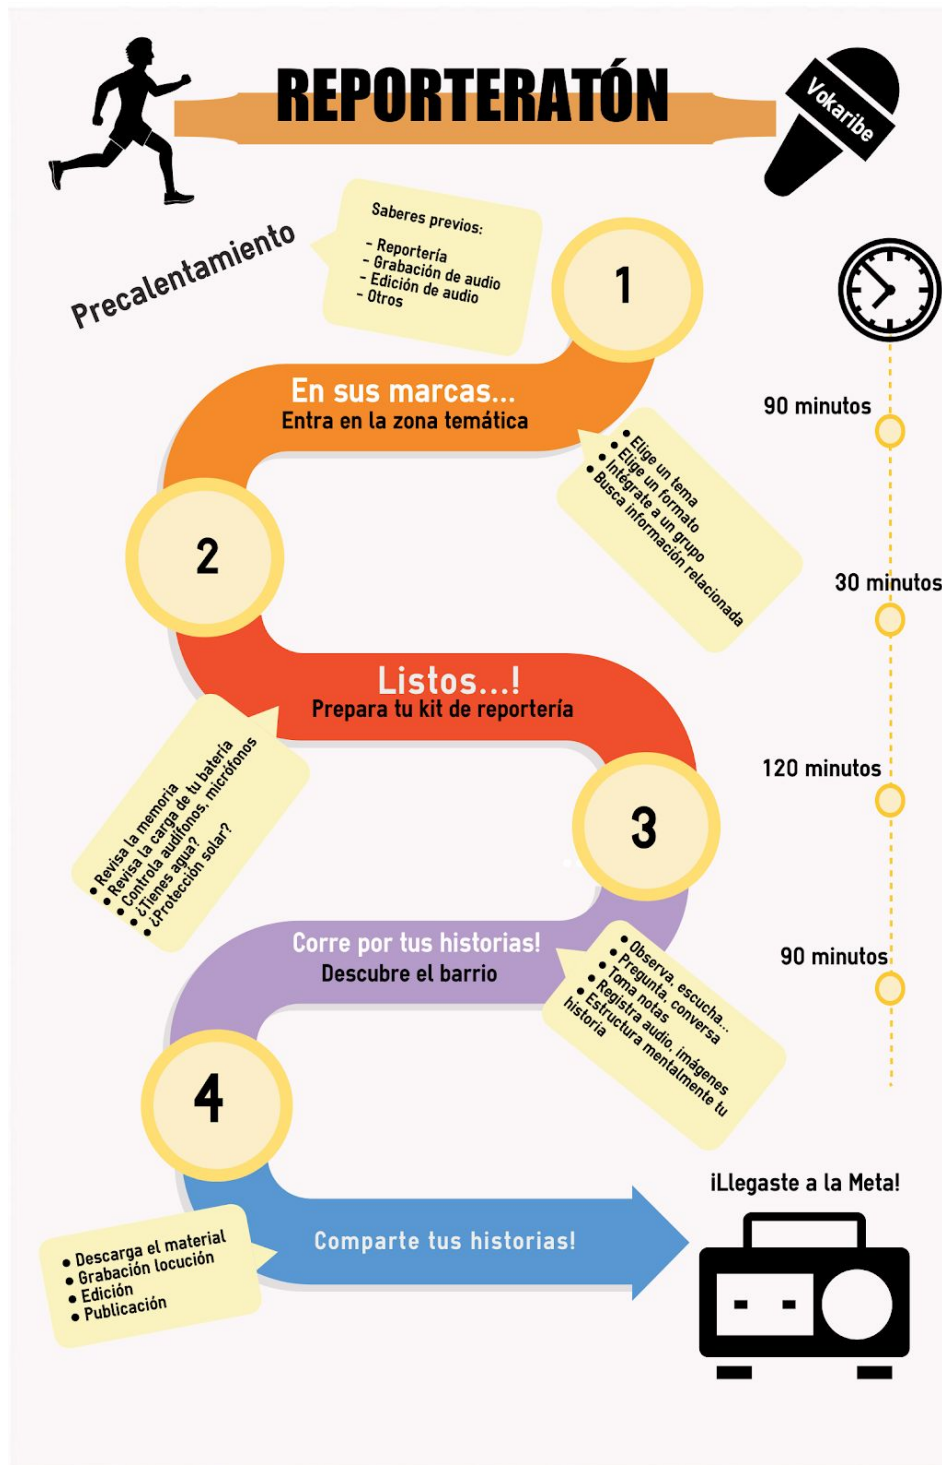 REPORTERATÓN
Vokaribe
Precalentamiento
Saberes previos:
- Reportería
- Grabación de audio
- Edición de audio
- Otros
1
En sus marcas...
Entra en la zona temática
90 minutos
● Elige un tema
● Elige un formato
● Intégrate a un grupo
● Busca información relacionada
2
30 minutos
Listos...!
Prepara tu kit de reportería
● Revisa la memoria
● Revisa la carga de tu batería
● Controla audífonos, micrófonos
● ¿Tienes agua?
● ¿Protección solar?
120 minutos
3
Corre por tus historias!
Descubre el barrio
90 minutos
● Observa, escucha...
● Pregunta, conversa
● Toma notas
● Registra audio, imágenes
● Estructura mentalmente tu
historia
4
¡Llegaste a la Meta!
Comparte tus historias!
● Descarga el material
● Grabación locución
● Edición
● Publicación